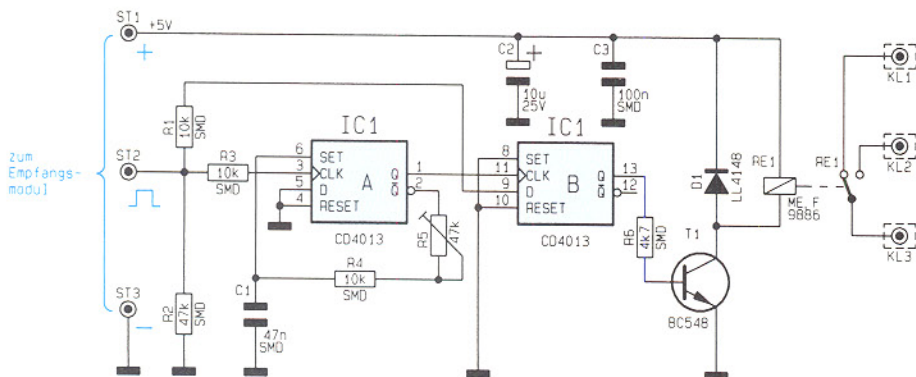 ST1
+5V
+
zum
Empfangs-
modul
ST2
ST3
−
R1
10k
SMD
R2
47k
SMD
R3
10k
SMD
IC1
6
3
5
4
SET
CLK
D
RESET
A
Q
Q̅
1
2
CD4013
R5
47k
R4
10k
SMD
C1
47n
SMD
C2
+
10u
25V
C3
100n
SMD
IC1
8
11
9
10
SET
CLK
D
RESET
B
Q
Q̅
13
12
CD4013
R6
4k7
SMD
D1
LL4148
T1
BC548
RE1
ME_F
9886
RE1
KL1
KL2
KL3